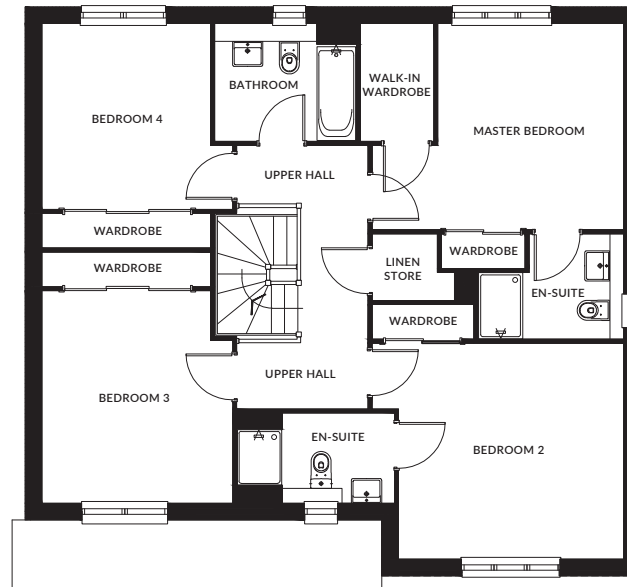 WALK-IN
WARDROBE
BATHROOM
BEDROOM 4
MASTER BEDROOM
UPPER HALL
WARDROBE
WARDROBE
LINEN
STORE
WARDROBE
EN-SUITE
WARDROBE
UPPER HALL
BEDROOM 3
EN-SUITE
BEDROOM 2